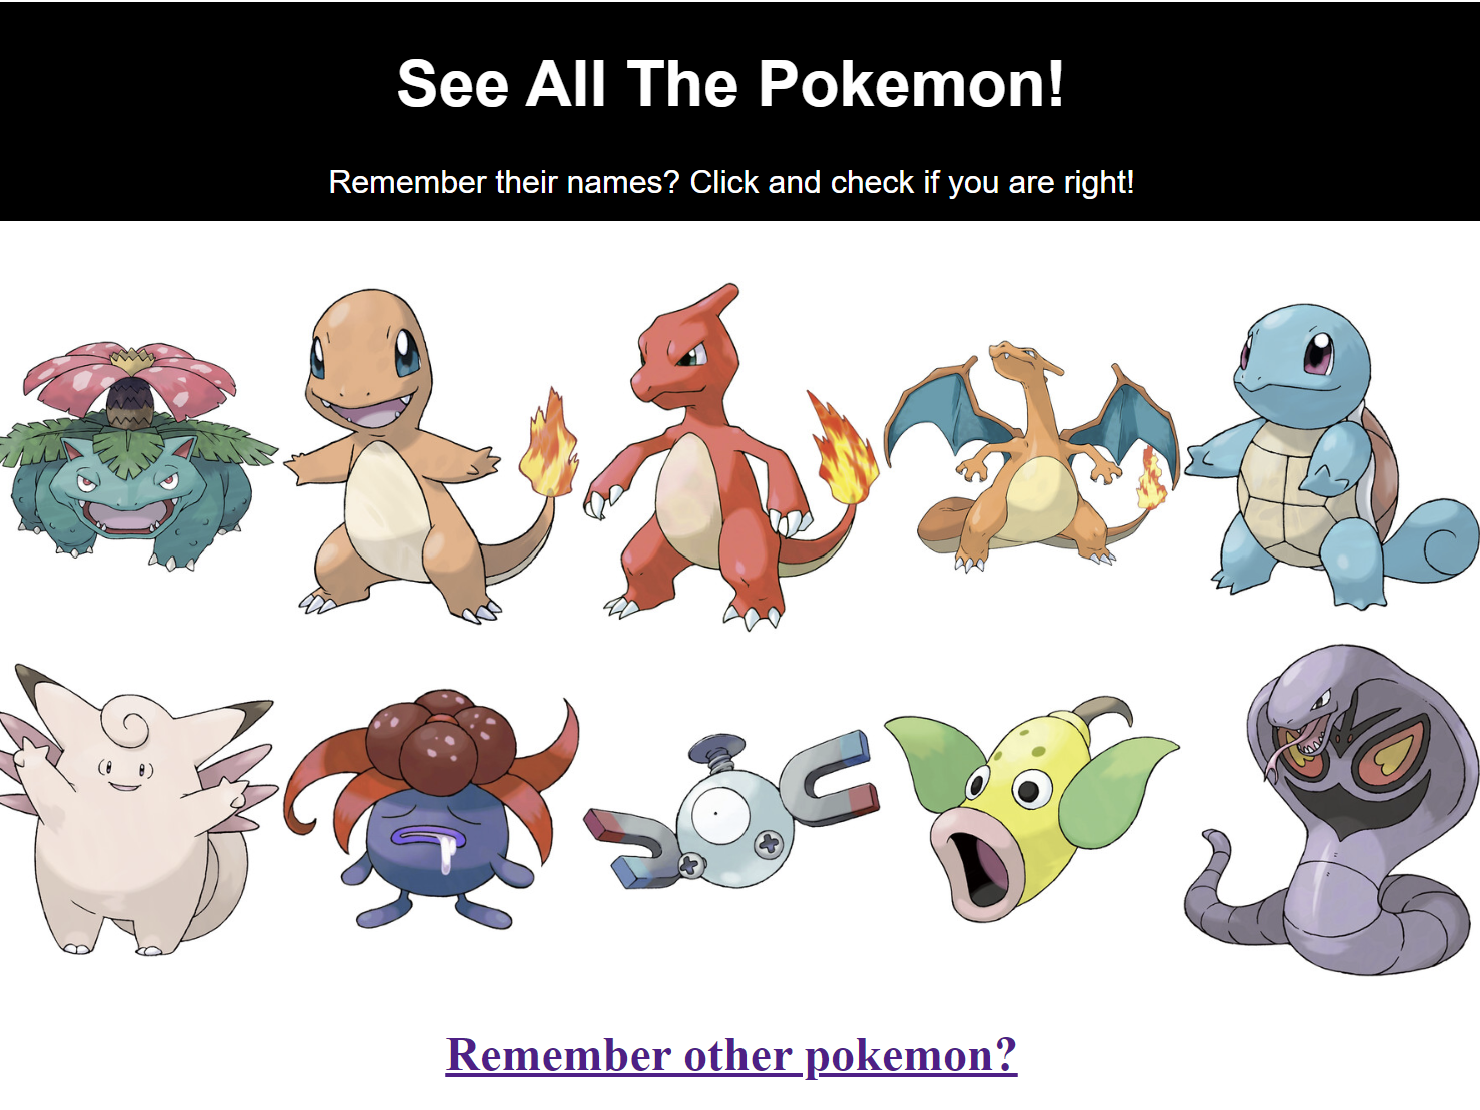 See All The Pokemon!
Remember their names? Click and check if you are right!
Remember other pokemon?